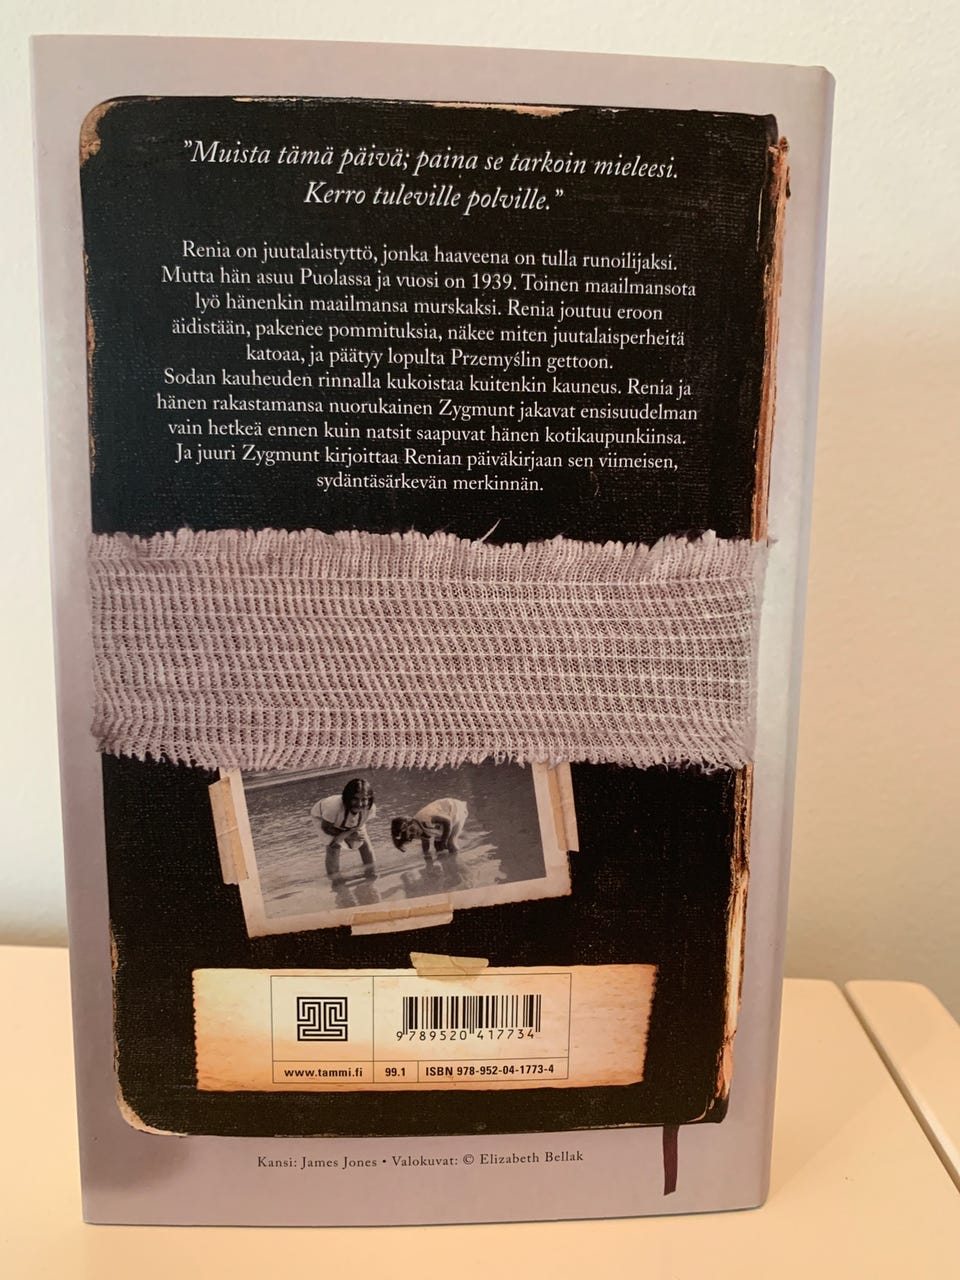 ”Muista tämä päivä; paina se tarkoin mieleesi.
Kerro tuleville polville.”
Renia on juutalaistyttö, jonka haaveena on tulla runoilijaksi.
Mutta hän asuu Puolassa ja vuosi on 1939. Toinen maailmansota
lyö hänenkin maailmansa murskaksi. Renia joutuu eroon
äidistään, pakenee pommituksia, näkee miten juutalaisperheitä
katoaa, ja päätyy lopulta Przemyślin gettoon.
Sodan kauheuden rinnalla kukoistaa kuitenkin kauneus. Renia ja
hänen rakastamansa nuorukainen Zygmunt jakavat ensisuudelman
vain hetkeä ennen kuin natsit saapuvat hänen kotikaupunkiinsa.
Ja juuri Zygmunt kirjoittaa Renian päiväkirjaan sen viimeisen,
sydäntäsärkevän merkinnän.
9 789520 417734
www.tammi.fi 99.1 ISBN 978-952-04-1773-4
Kansi: James Jones • Valokuvat: © Elizabeth Bellak